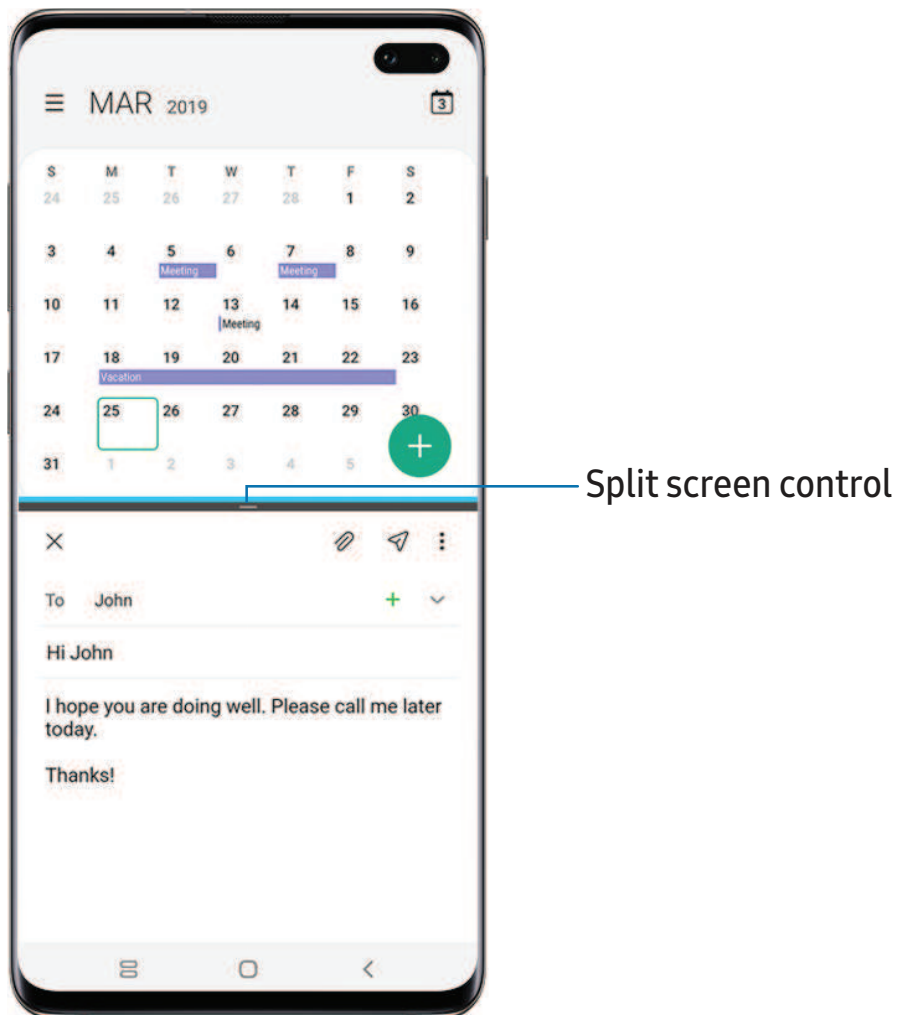 MAR 2019
3
S M T W T F S
24 25 26 27 28 1 2
3 4 5 6 7 8 9
Meeting Meeting
10 11 12 13 14 15 16
Meeting
17 18 19 20 21 22 23
Vacation
24 25 26 27 28 29 30
31 1 2 3 4 5
Split screen control
To John
Hi John
I hope you are doing well. Please call me later
today.
Thanks!